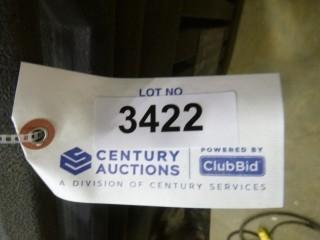 LOT NO
3422
CENTURY AUCTIONS
POWERED BY
ClubBid
A DIVISION OF CENTURY SERVICES